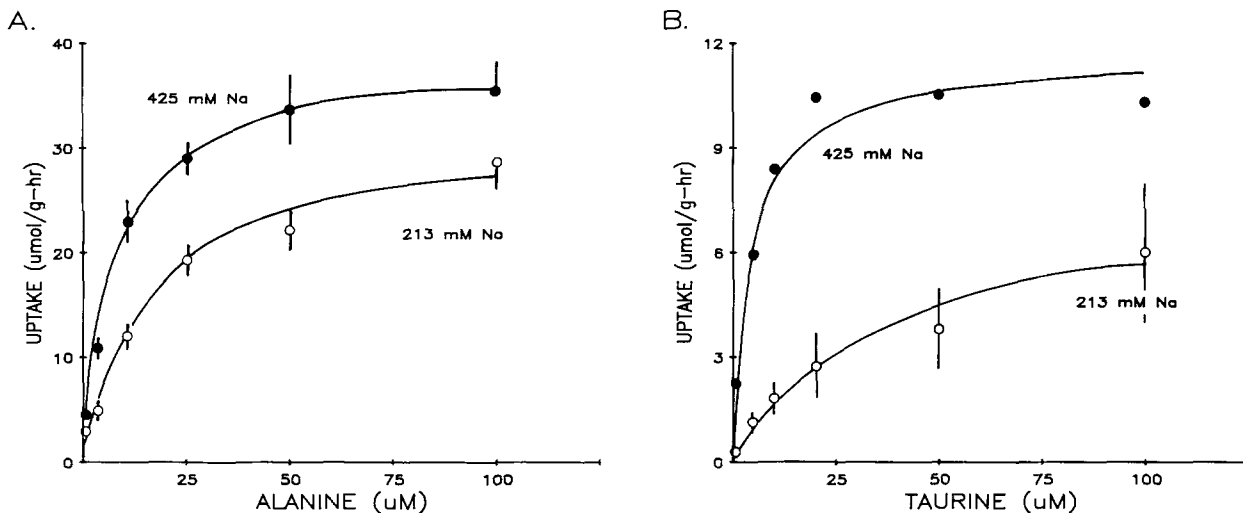 A.
40
30
20
10
0
UPTAKE (umol/g-hr)
425 mM Na
213 mM Na
25
50
75
100
ALANINE (uM)
B.
12
9
6
3
0
UPTAKE (umol/g-hr)
425 mM Na
213 mM Na
25
50
75
100
TAURINE (uM)